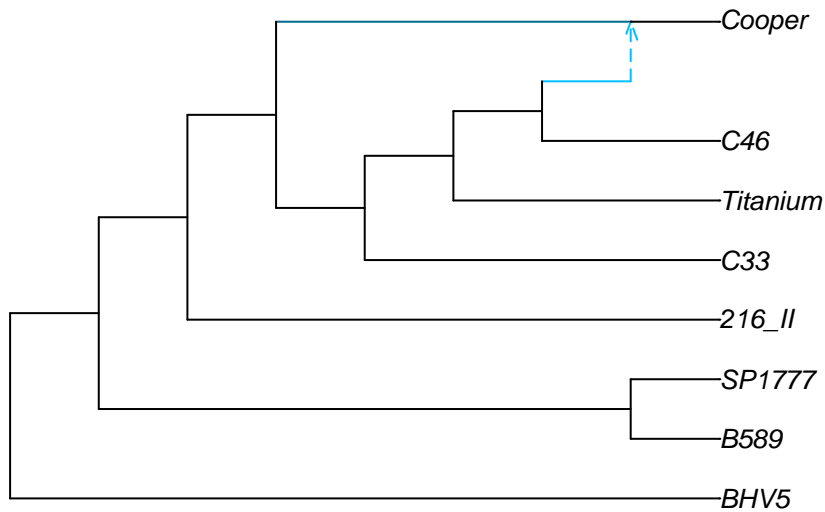 Cooper
C46
Titanium
C33
216_II
SP1777
B589
BHV5